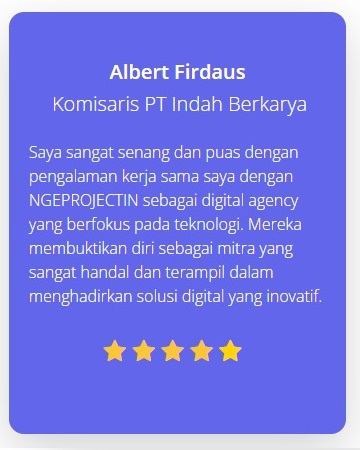 Albert Firdaus
Komisaris PT Indah Berkarya
Saya sangat senang dan puas dengan
pengalaman kerja sama saya dengan
NGEPROJECTIN sebagai digital agency
yang berfokus pada teknologi. Mereka
membuktikan diri sebagai mitra yang
sangat handal dan terampil dalam
menghadirkan solusi digital yang inovatif.